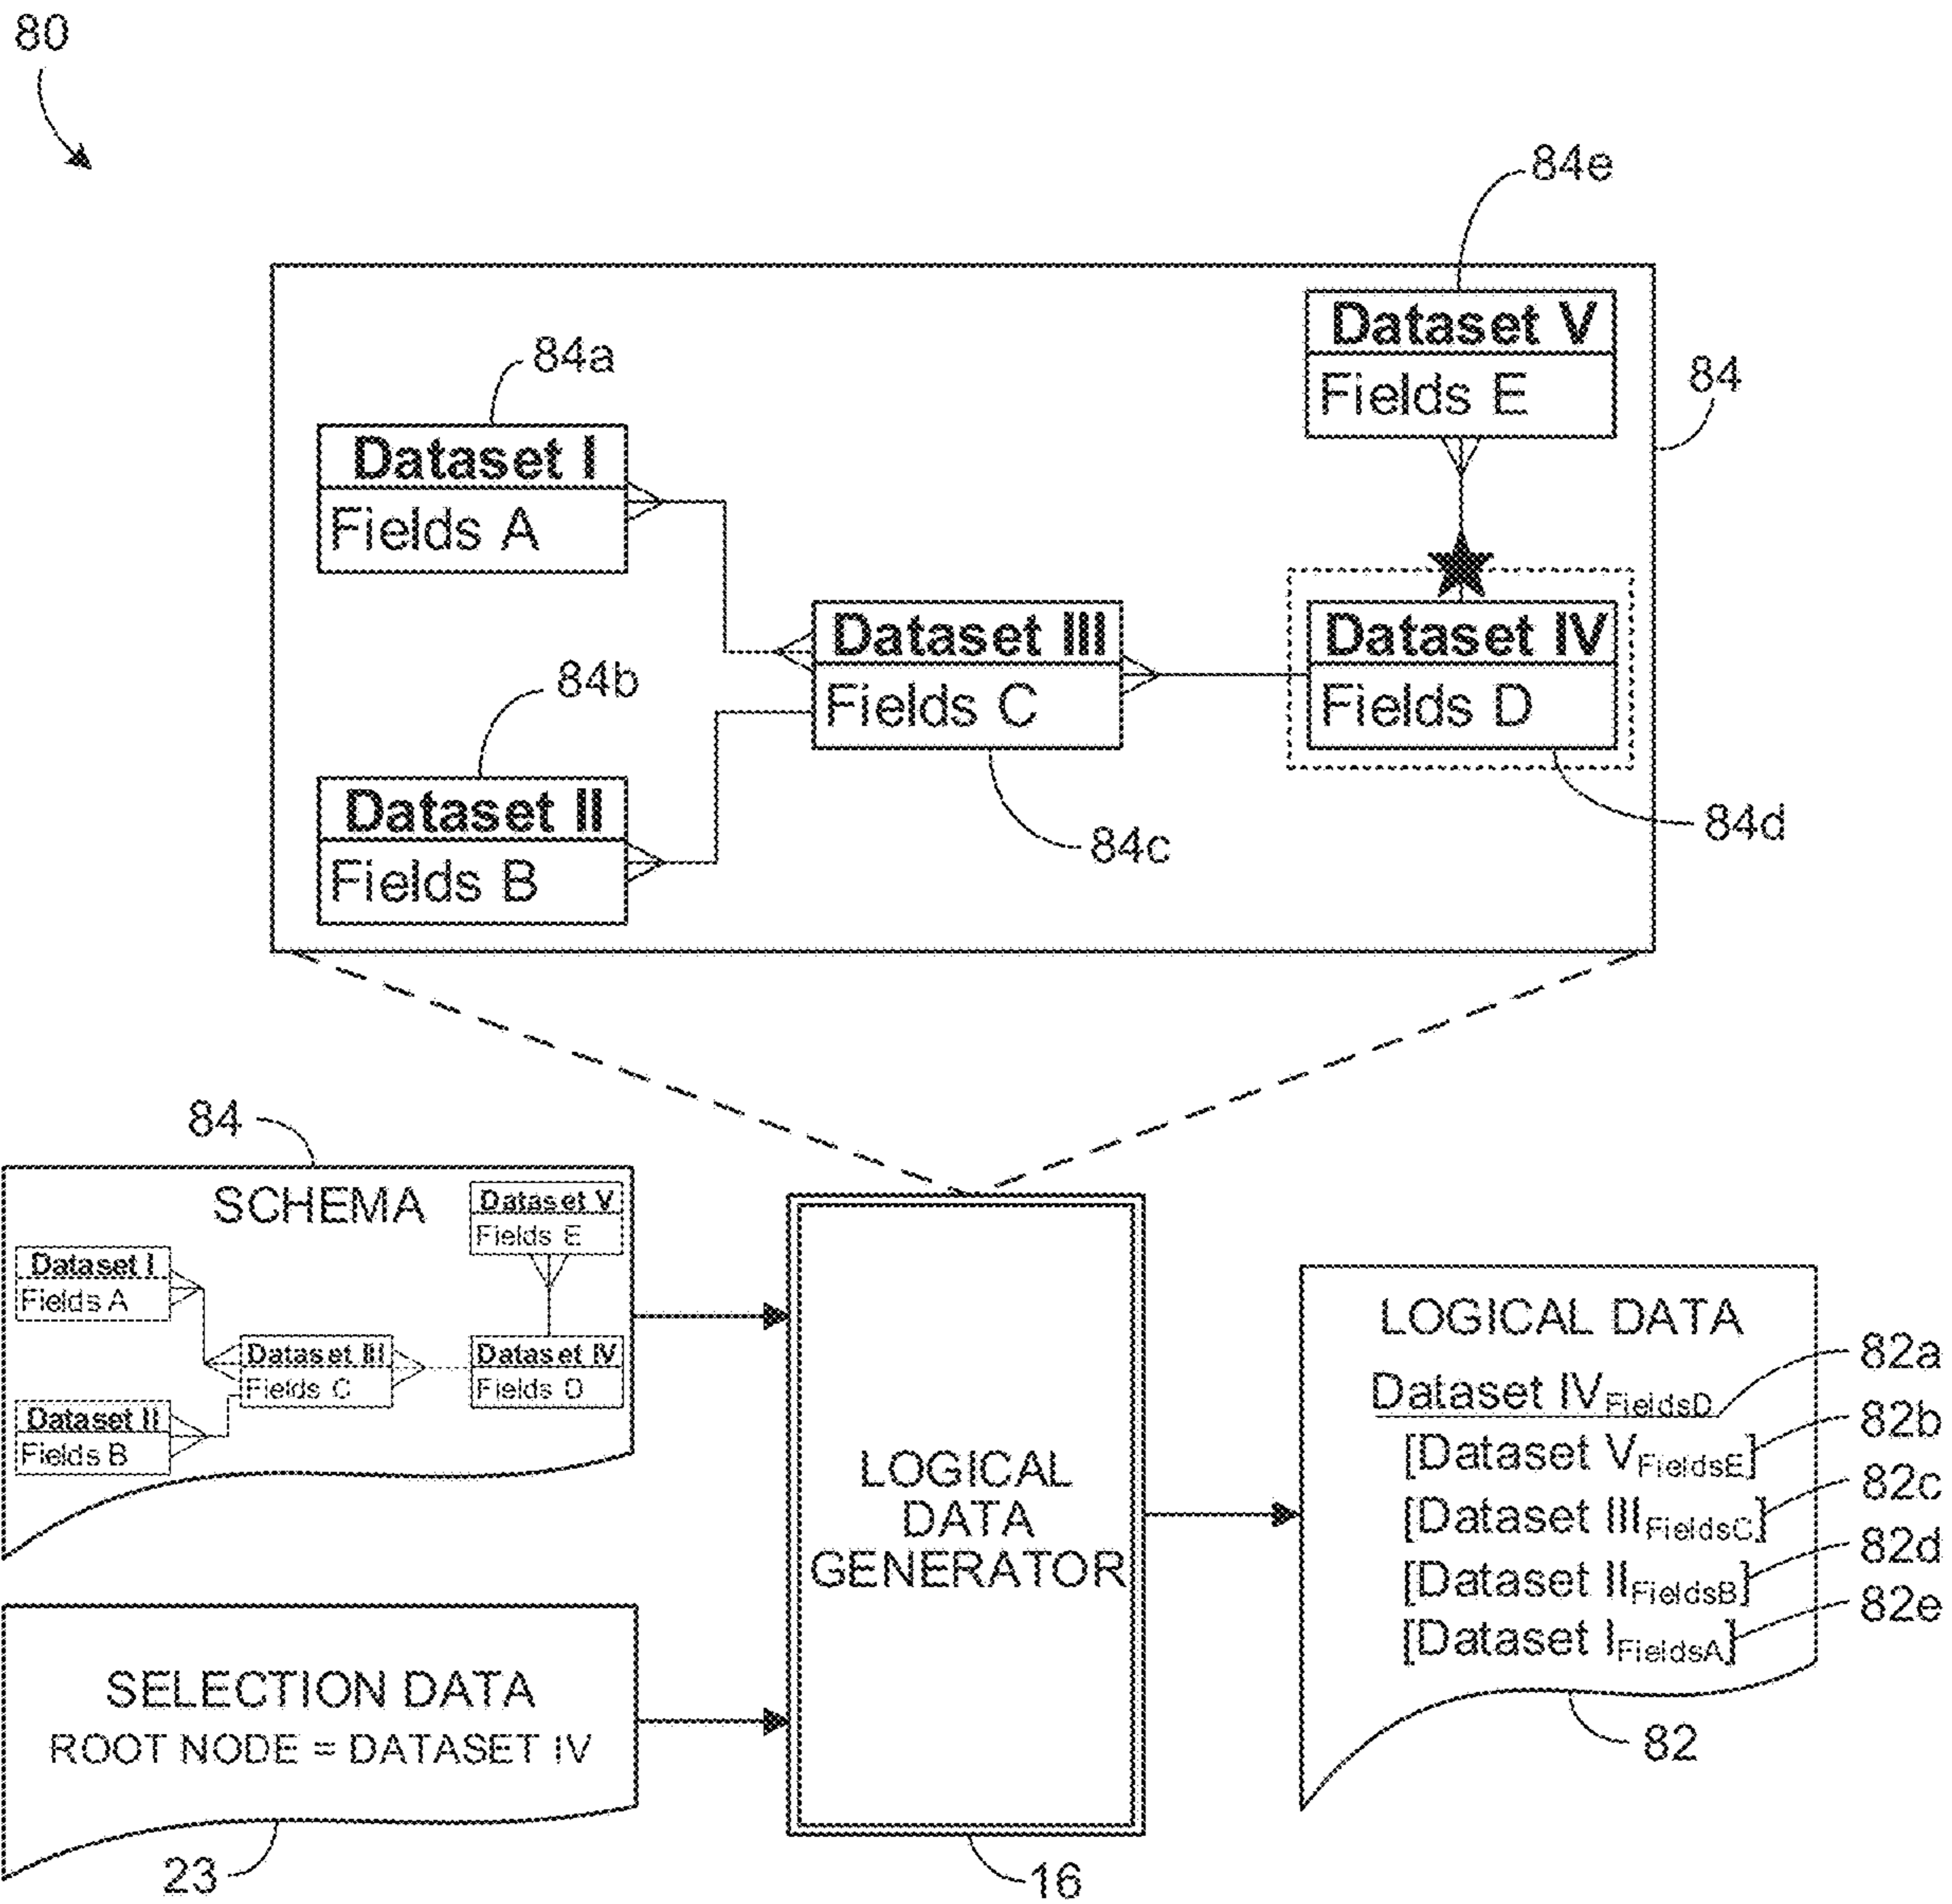 80
84e
Dataset V
Fields E
84
84a
Dataset I
Fields A
Dataset III
Fields C
Dataset IV
Fields D
84b
84c
84d
Dataset II
Fields B
84
SCHEMA
Dataset V
Fields E
Dataset I
Fields A
Dataset III
Fields C
Dataset IV
Fields D
Dataset II
Fields B
SELECTION DATA
ROOT NODE = DATASET IV
23
LOGICAL
DATA
GENERATOR
16
LOGICAL DATA
Dataset IVFieldsD
82a
[Dataset VFieldsE]
82b
[Dataset IIIFieldsC]
82c
[Dataset IIFieldsB]
82d
[Dataset IFieldsA]
82e
82